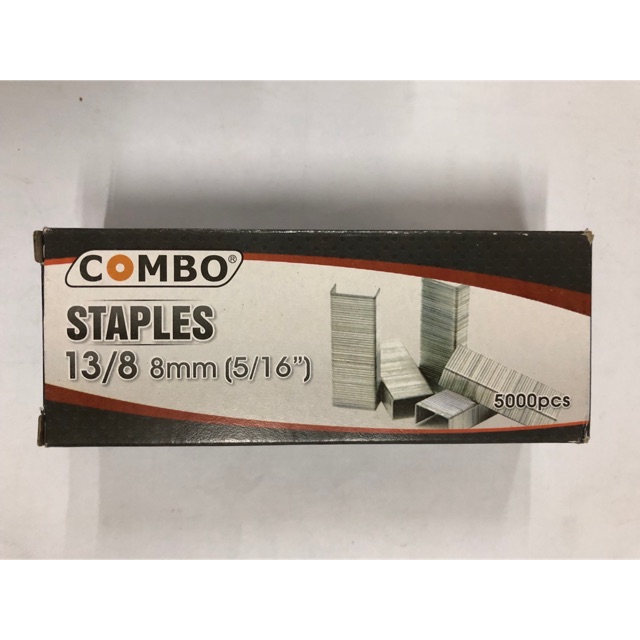 COMBO®
STAPLES
13/8 8mm (5/16”)
5000pcs